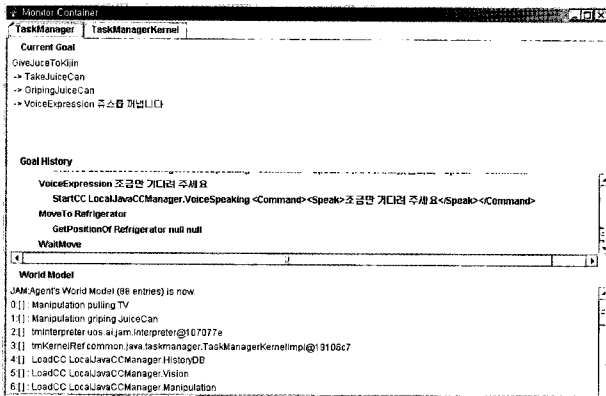 Monitor Container
TaskManager TaskManagerKernel
Current Goal
GiveJuceToKijin
-> TakeJuiceCan
-> GripingJuiceCan
-> VoiceExpression 쥬스를 꺼냅니다
Goal History
VoiceExpression 조금만 기다려 주세요
StartCC LocalJavaCCManager.VoiceSpeaking <Command><Speak>조금만 기다려 주세요</Speak></Command>
MoveTo Refrigerator
GetPositionOf Refrigerator null null
WaitMove
World Model
JAM:Agent's World Model (88 entries) is now:
0:[] : Manipulation pulling TV
1:[] : Manipulation griping JuiceCan
2:[] : tmInterpreter uos.ai.jam.Interpreter@107077e
3:[] : tmKernelRef common.java.taskmanager.TaskManagerKernelImpl@19106c7
4:[] : LoadCC LocalJavaCCManager.HistoryDB
5:[] : LoadCC LocalJavaCCManager.Vision
6:[] : LoadCC LocalJavaCCManager.Manipulation